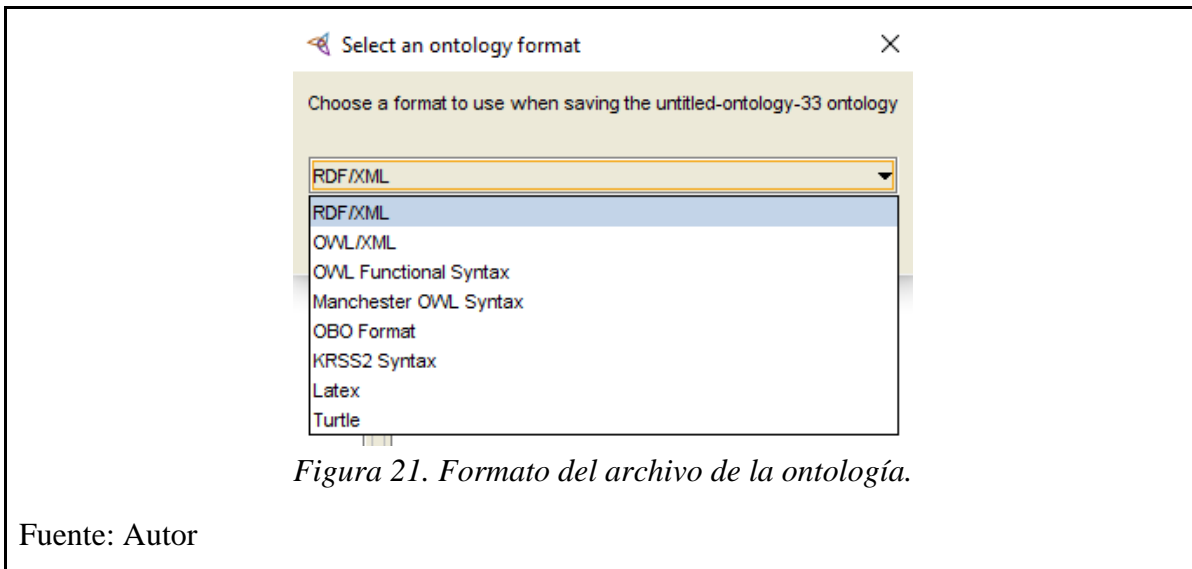 Select an ontology format
Choose a format to use when saving the untitled-ontology-33 ontology
RDF/XML
RDF/XML
OWL/XML
OWL Functional Syntax
Manchester OWL Syntax
OBO Format
KRSS2 Syntax
Latex
Turtle
Figura 21. Formato del archivo de la ontología.
Fuente: Autor